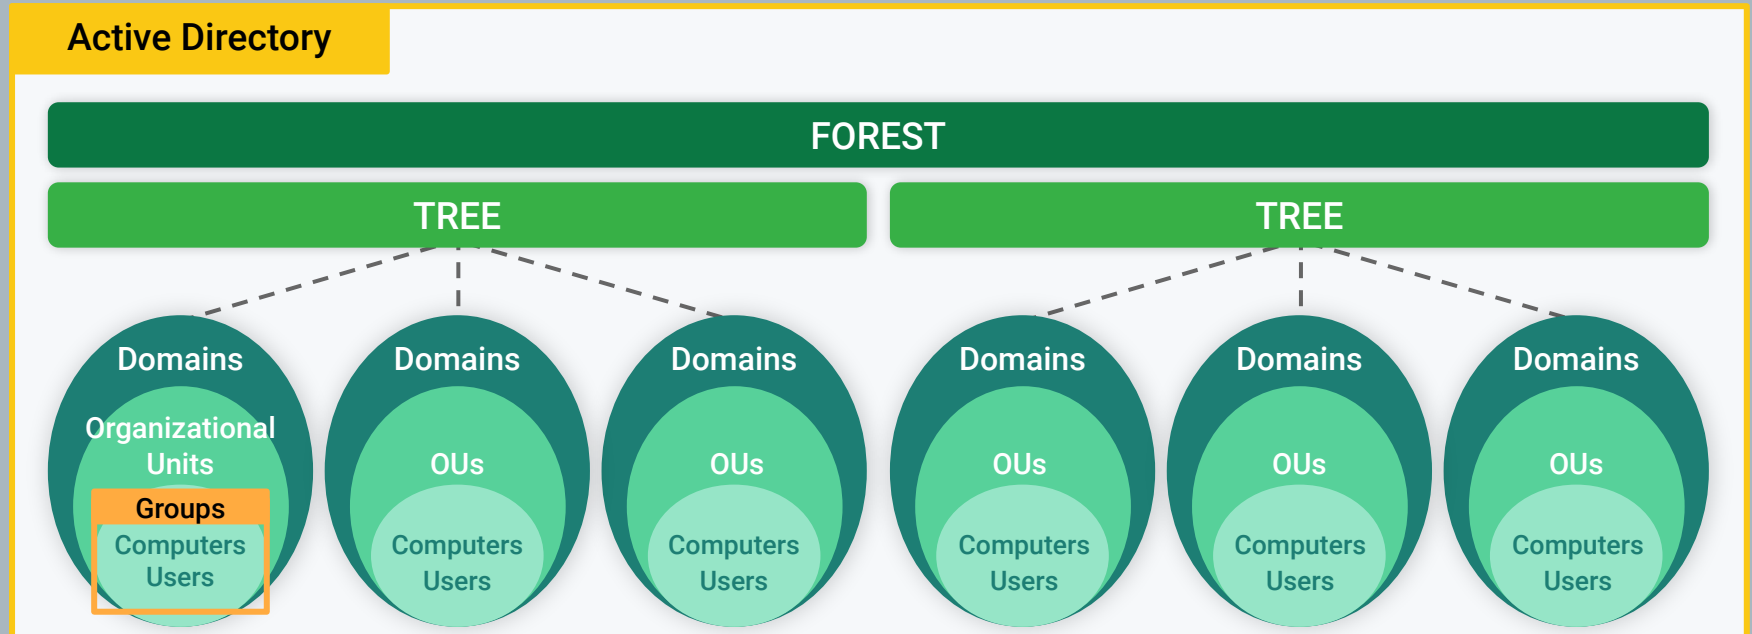 Active Directory
FOREST
TREE
TREE
Domains
Organizational
Units
Groups
Computers
Users
Domains
OUs
Computers
Users
Domains
OUs
Computers
Users
Domains
OUs
Computers
Users
Domains
OUs
Computers
Users
Domains
OUs
Computers
Users